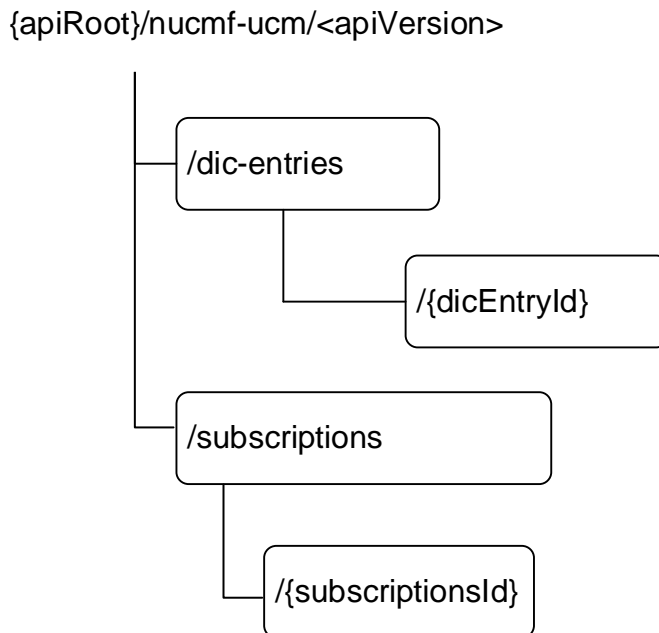 {apiRoot}/nucmf-ucm/<apiVersion>
/dic-entries
/{dicEntryId}
/subscriptions
/{subscriptionsId}